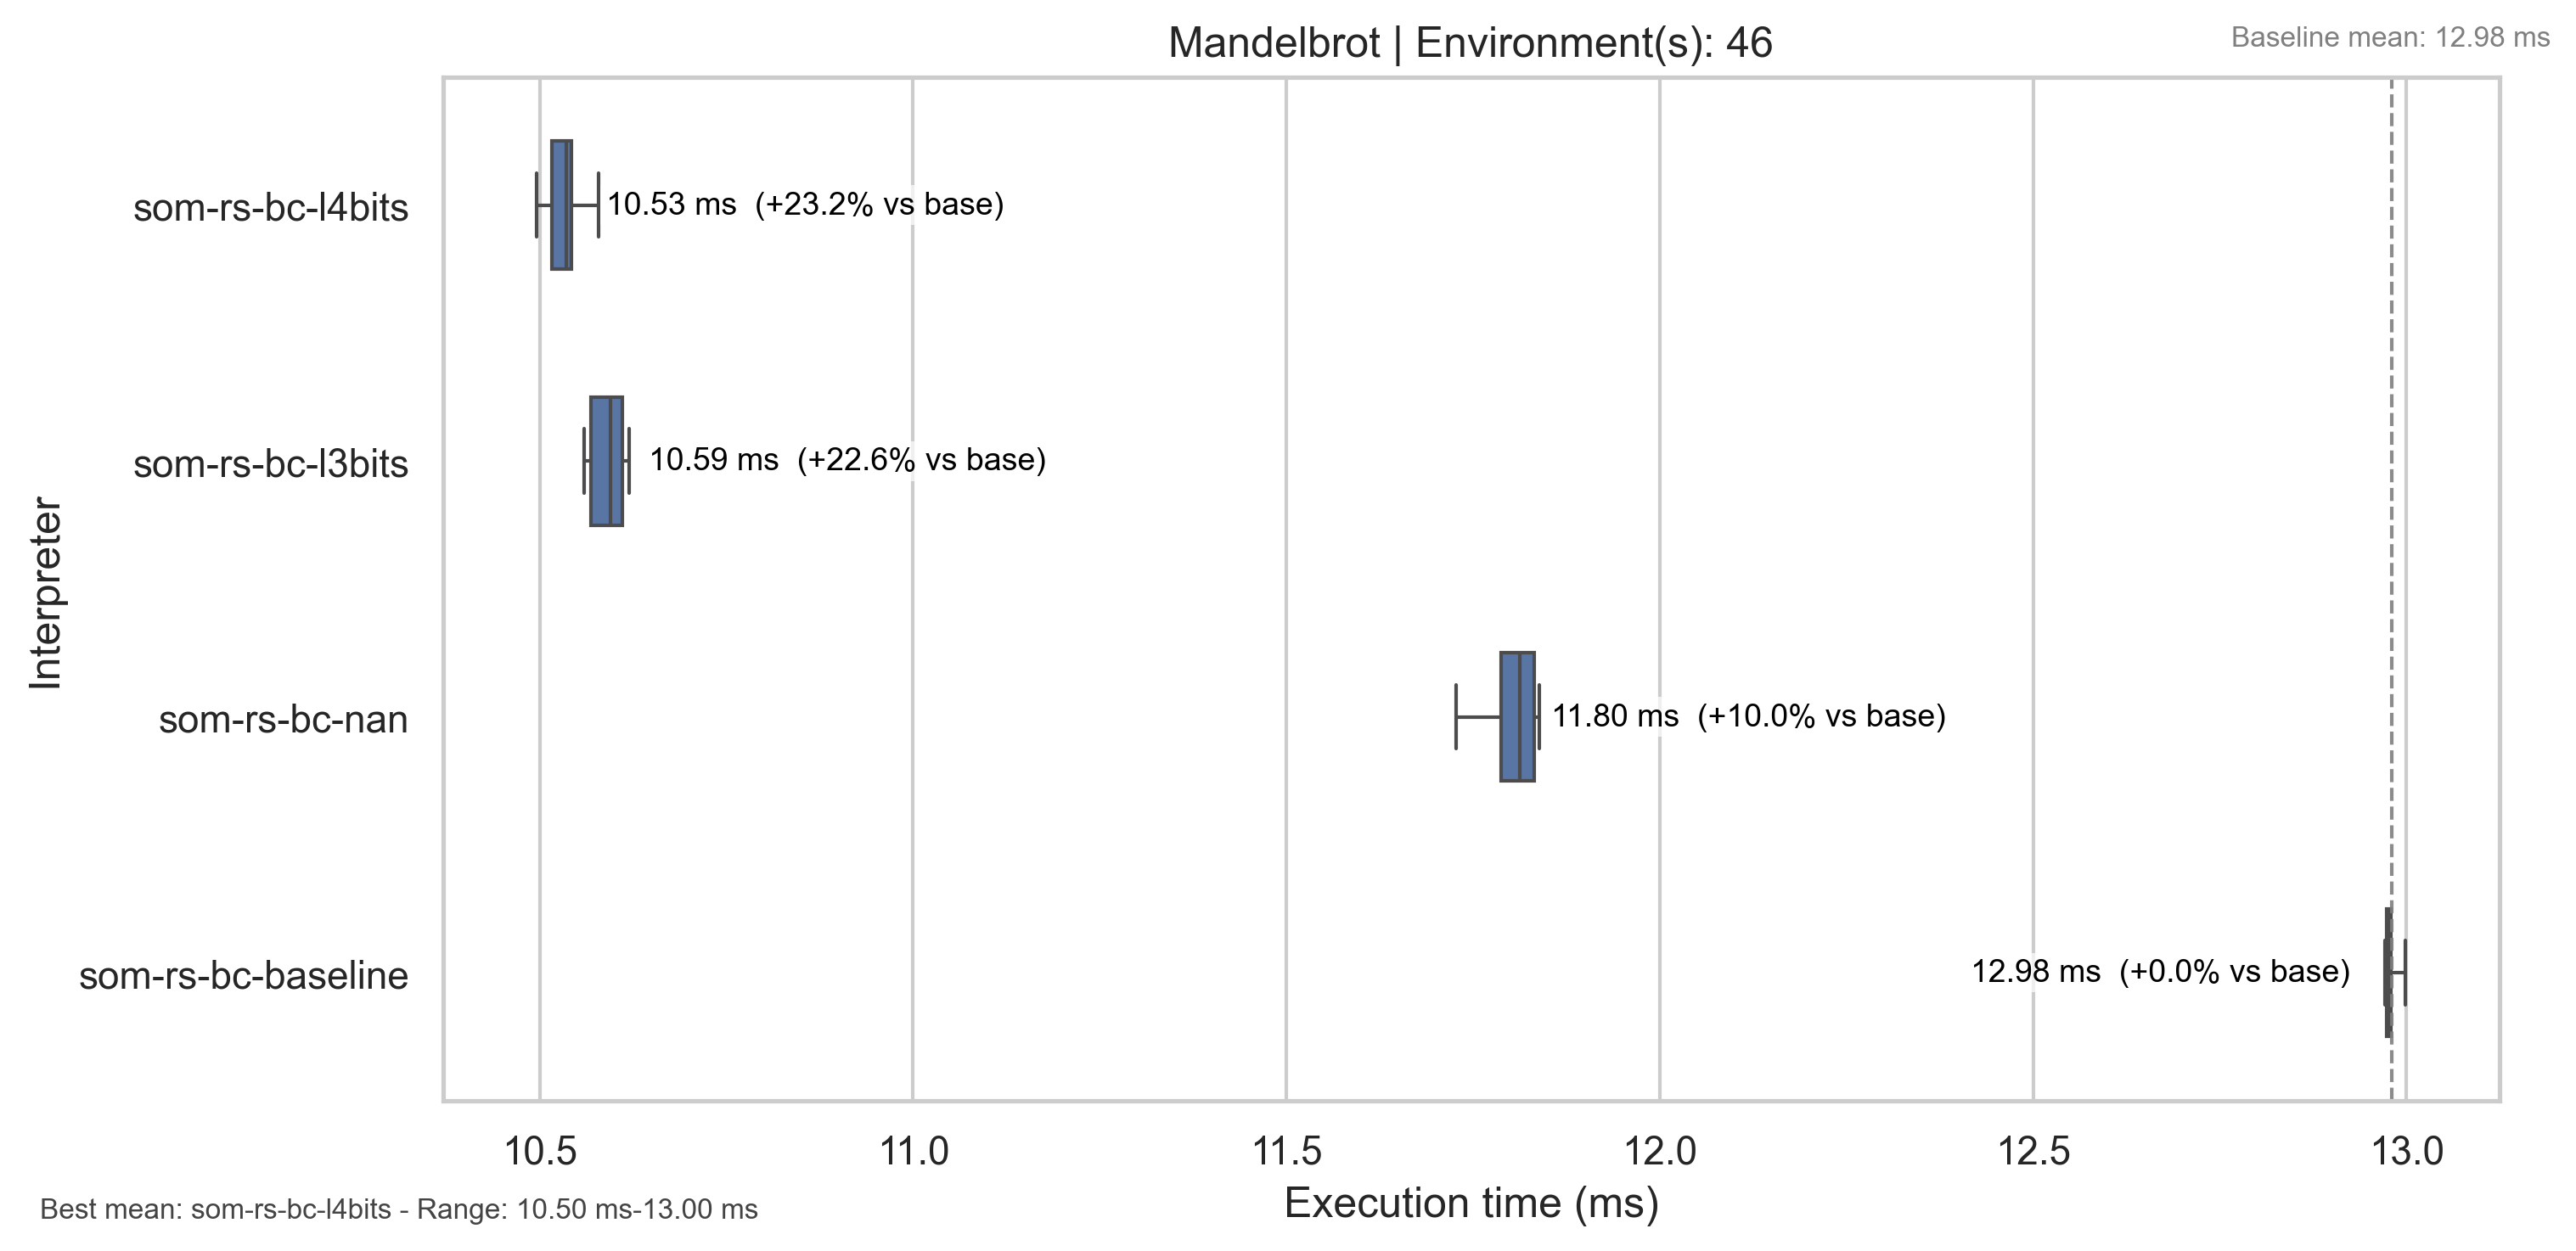 Mandelbrot | Environment(s): 46
Baseline mean: 12.98 ms
som-rs-bc-l4bits
10.53 ms  (+23.2% vs base)
som-rs-bc-l3bits
10.59 ms  (+22.6% vs base)
Interpreter
som-rs-bc-nan
11.80 ms  (+10.0% vs base)
som-rs-bc-baseline
12.98 ms  (+0.0% vs base)
10.5 11.0 11.5 12.0 12.5 13.0
Execution time (ms)
Best mean: som-rs-bc-l4bits - Range: 10.50 ms-13.00 ms